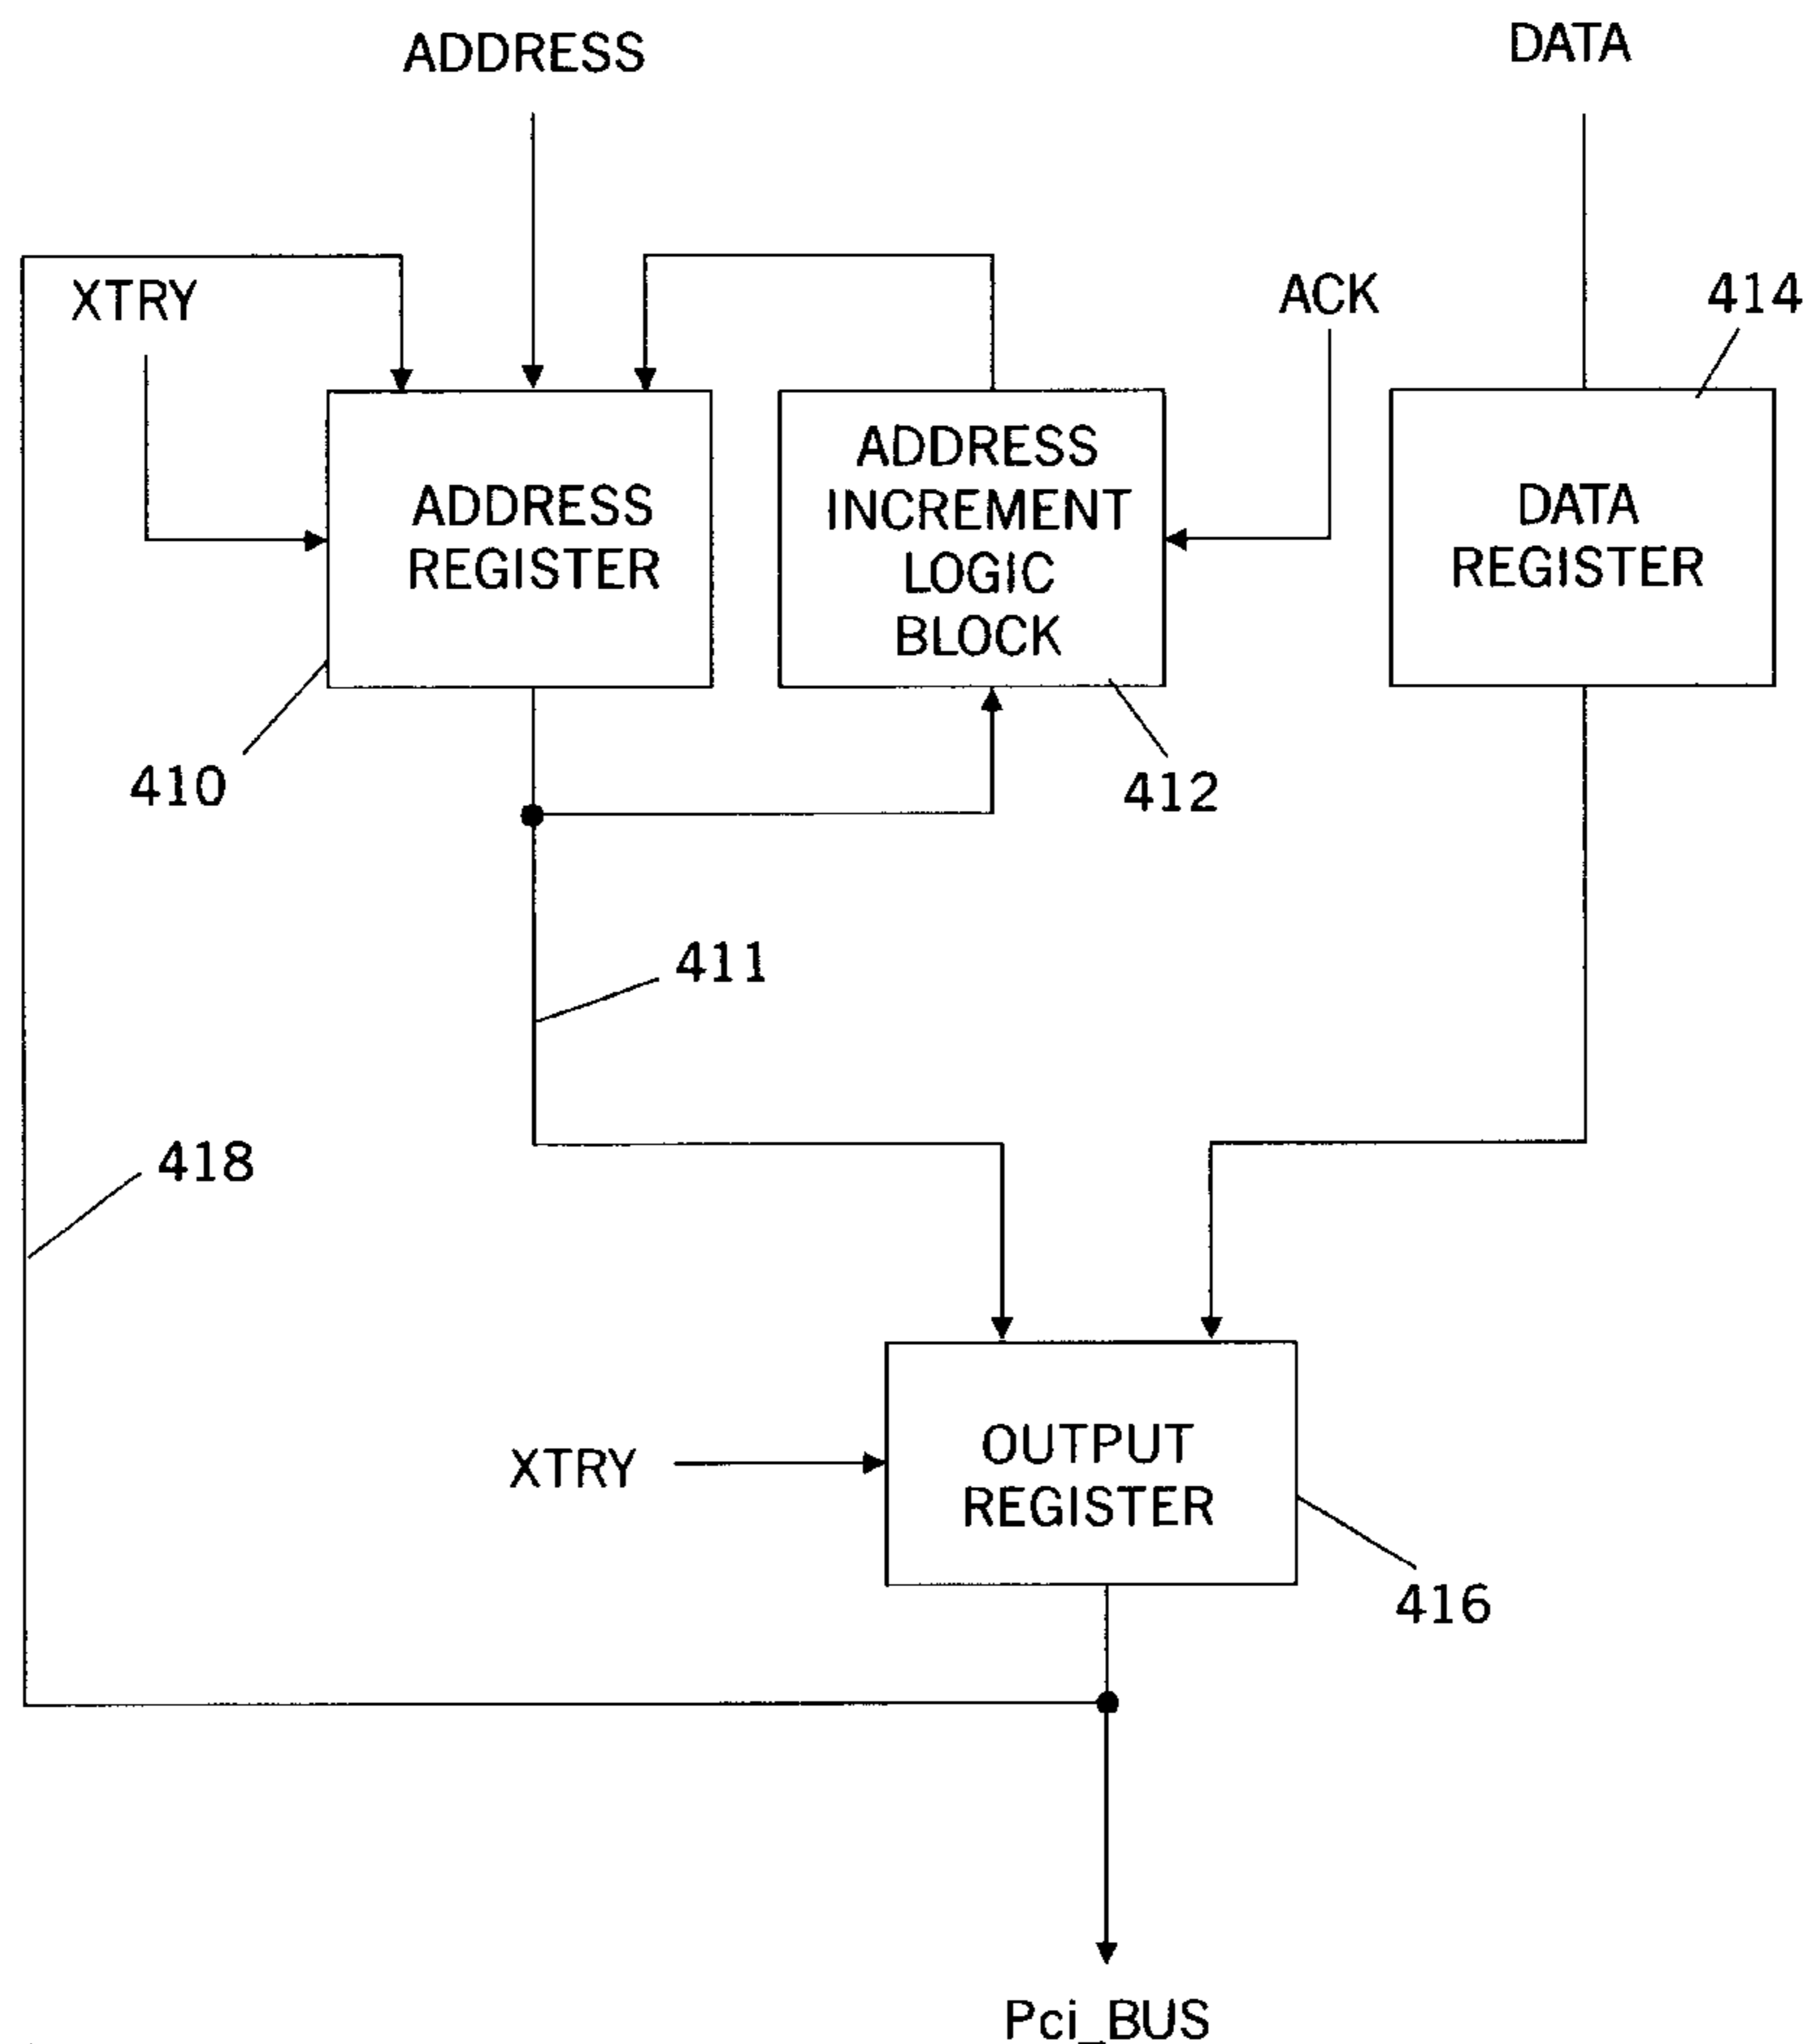 ADDRESS
DATA
XTRY
ACK
414
ADDRESS
REGISTER
ADDRESS
INCREMENT
LOGIC
BLOCK
DATA
REGISTER
410
412
411
418
XTRY
OUTPUT
REGISTER
416
Pci_BUS